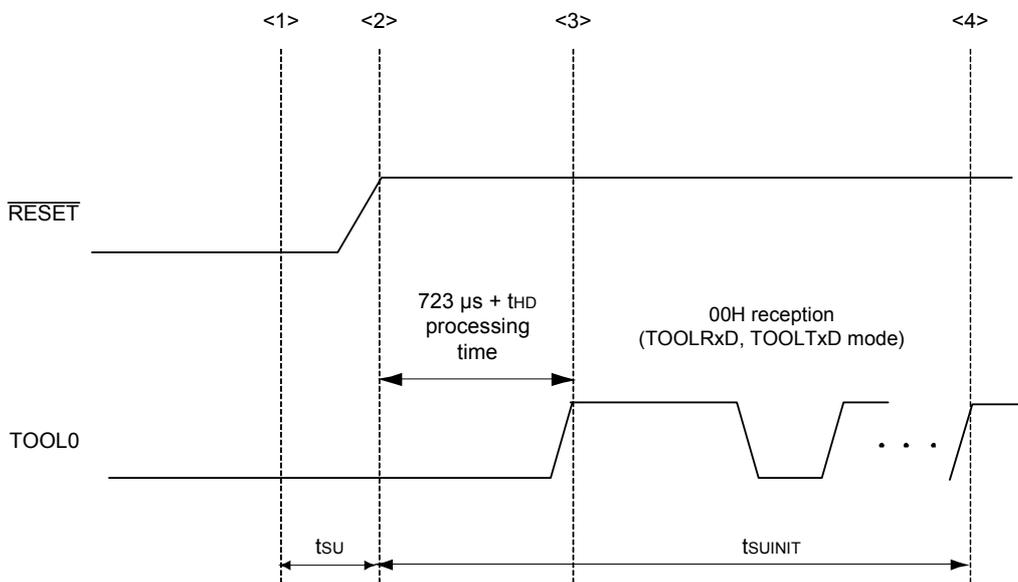 <1> <2> <3> <4>
RESET
723 µs + tHD
processing
time
00H reception
(TOOLRxD, TOOLTxD mode)
TOOL0
. . .
tSU tSUINIT